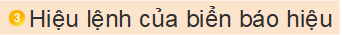 3 Hiệu lệnh của biển báo hiệu